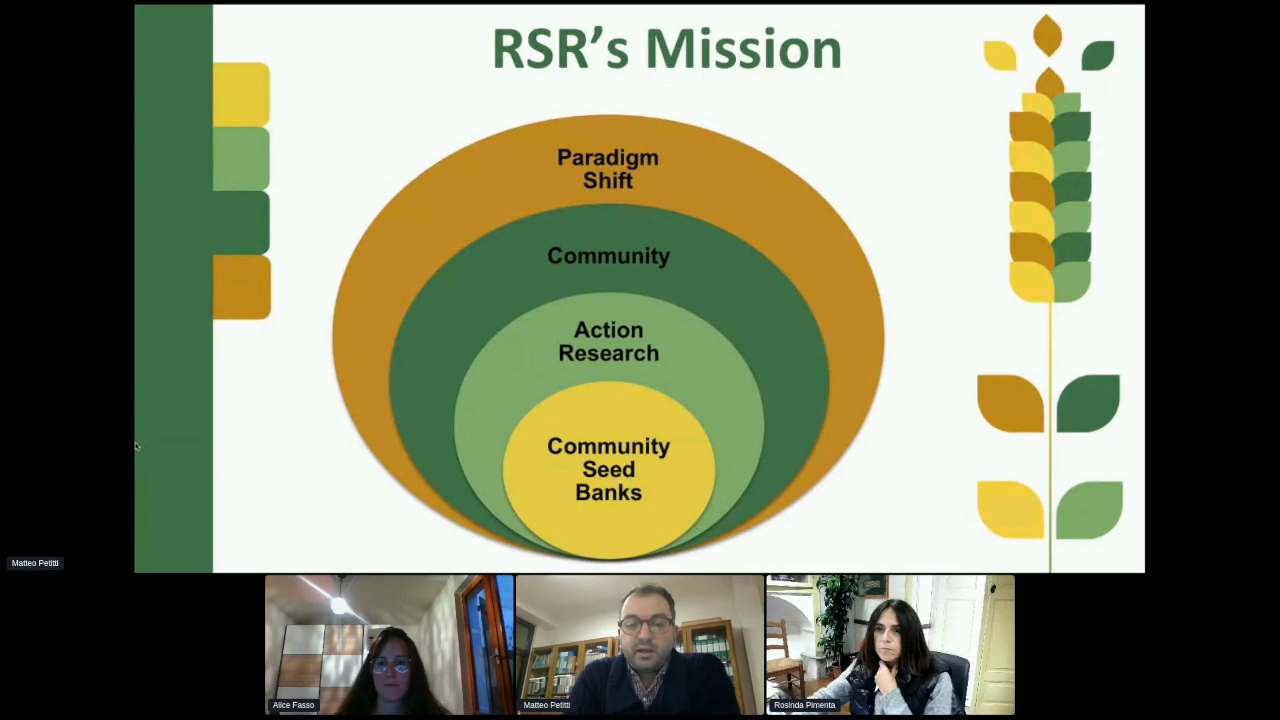 RSR's Mission
Paradigm
Shift
Community
Action
Research
Community
Seed
Banks
Matteo Petitti
Alice Fasso
Matteo Petitti
Rosinda Pimenta